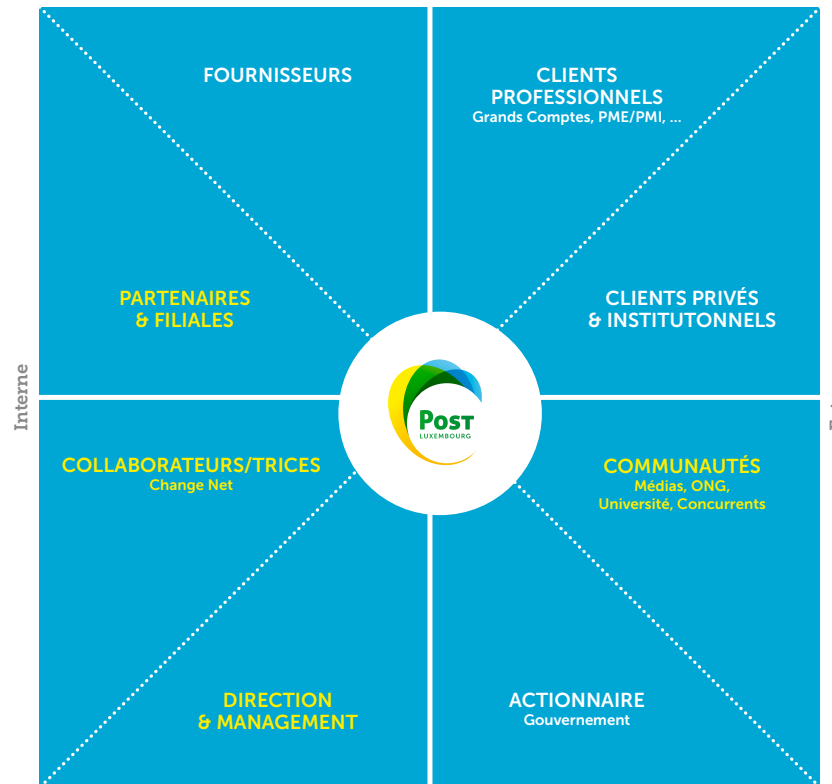 FOURNISSEURS
CLIENTS
PROFESSIONNELS
Grands Comptes, PME/PMI, ...
PARTENAIRES
& FILIALES
CLIENTS PRIVÉS
& INSTITUTONNELS
Interne
POST
LUXEMBOURG
COLLABORATEURS/TRICES
Change Net
COMMUNAUTÉS
Médias, ONG,
Université, Concurrents
DIRECTION
& MANAGEMENT
ACTIONNAIRE
Gouvernement